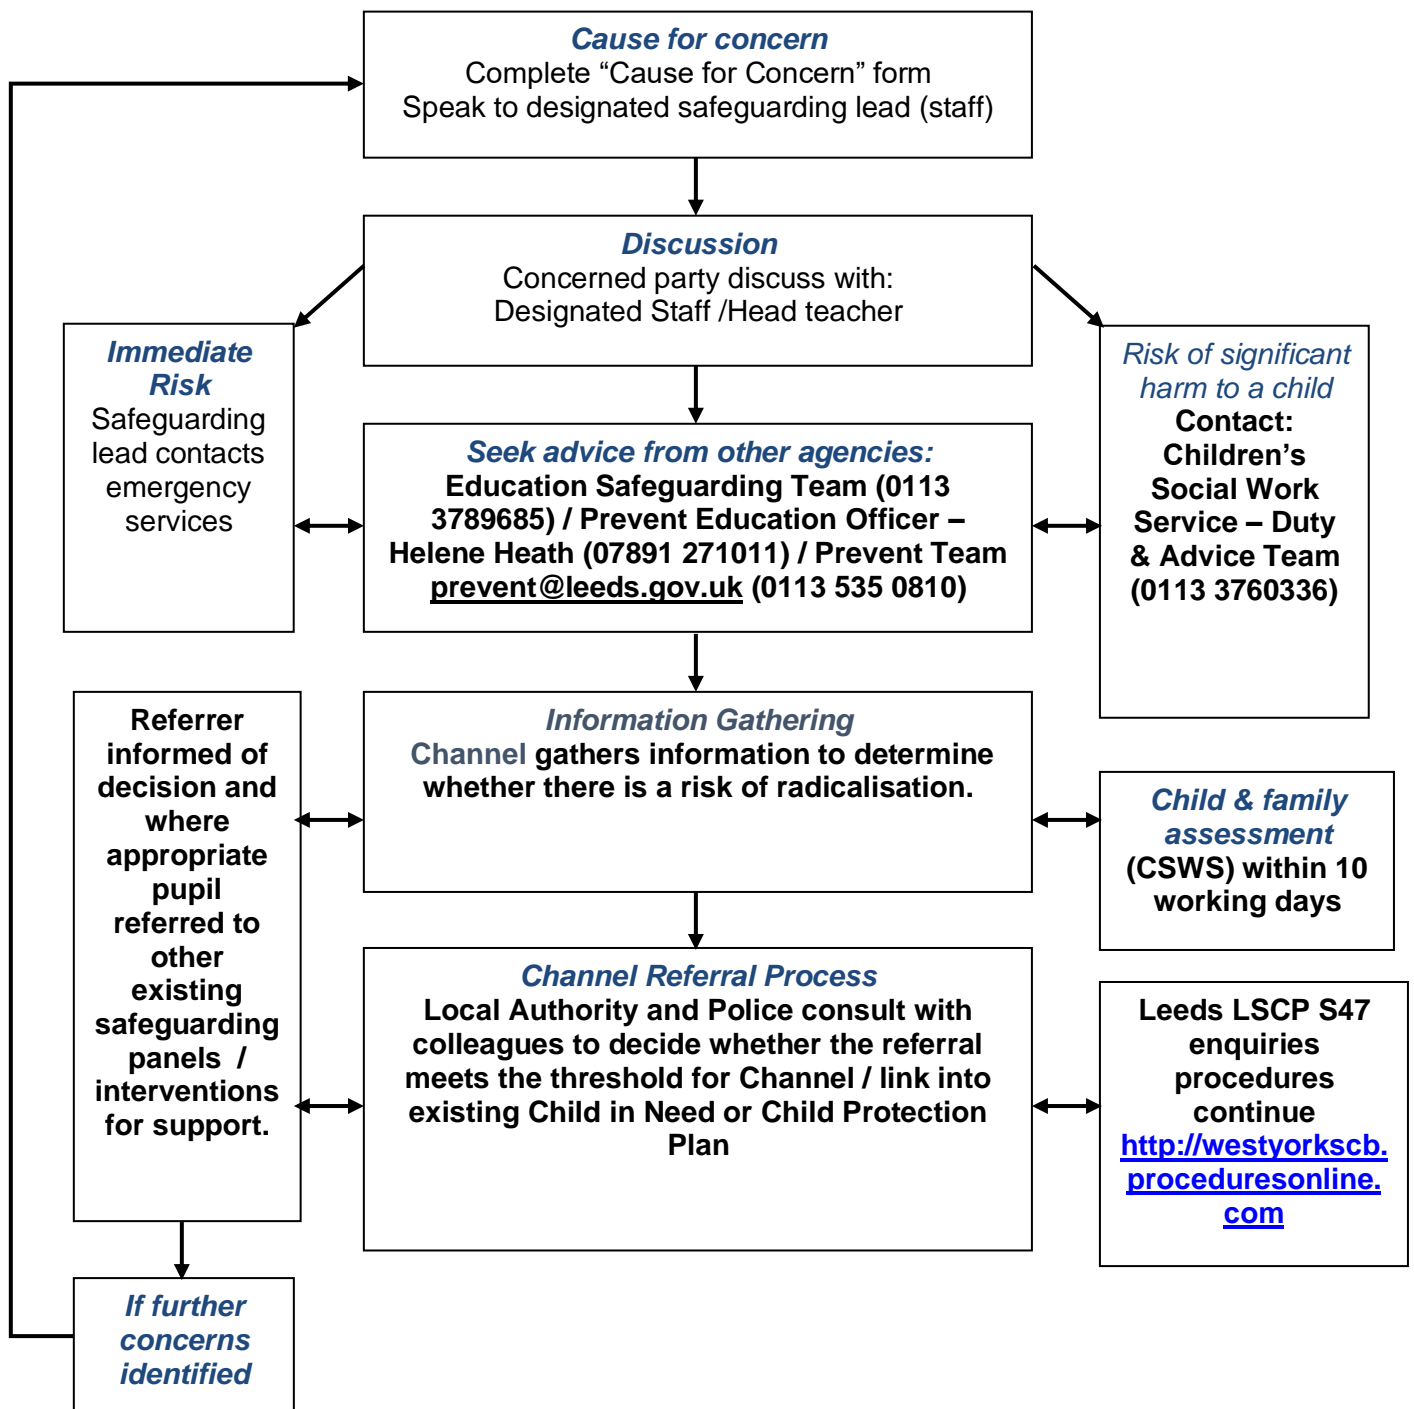 Cause for concern
Complete “Cause for Concern” form
Speak to designated safeguarding lead (staff)
Discussion
Concerned party discuss with:
Designated Staff /Head teacher
Immediate
Risk
Safeguarding
lead contacts
emergency
services
Seek advice from other agencies:
Education Safeguarding Team (0113
3789685) / Prevent Education Officer –
Helene Heath (07891 271011) / Prevent Team
prevent@leeds.gov.uk (0113 535 0810)
Risk of significant
harm to a child
Contact:
Children’s
Social Work
Service – Duty
& Advice Team
(0113 3760336)
Referrer
informed of
decision and
where
appropriate
pupil
referred to
other
existing
safeguarding
panels /
interventions
for support.
Information Gathering
Channel gathers information to determine
whether there is a risk of radicalisation.
Child & family
assessment
(CSWS) within 10
working days
Channel Referral Process
Local Authority and Police consult with
colleagues to decide whether the referral
meets the threshold for Channel / link into
existing Child in Need or Child Protection
Plan
Leeds LSCP S47
enquiries
procedures
continue
http://westyorkscb.
proceduresonline.
com
If further
concerns
identified